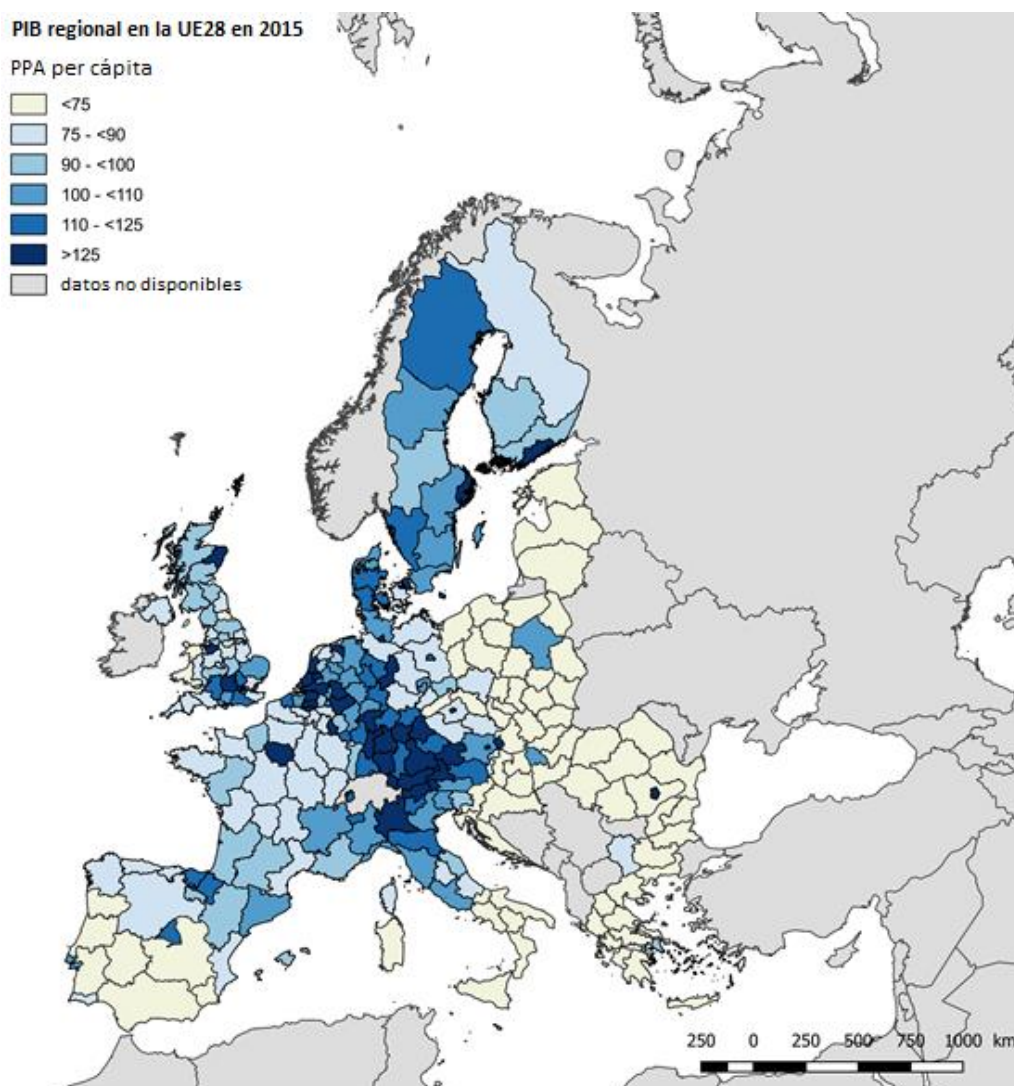 PIB regional en la UE28 en 2015
PPA per cápita
<75
75 - <90
90 - <100
100 - <110
110 - <125
>125
datos no disponibles
250 0 250 500 750 1000 km